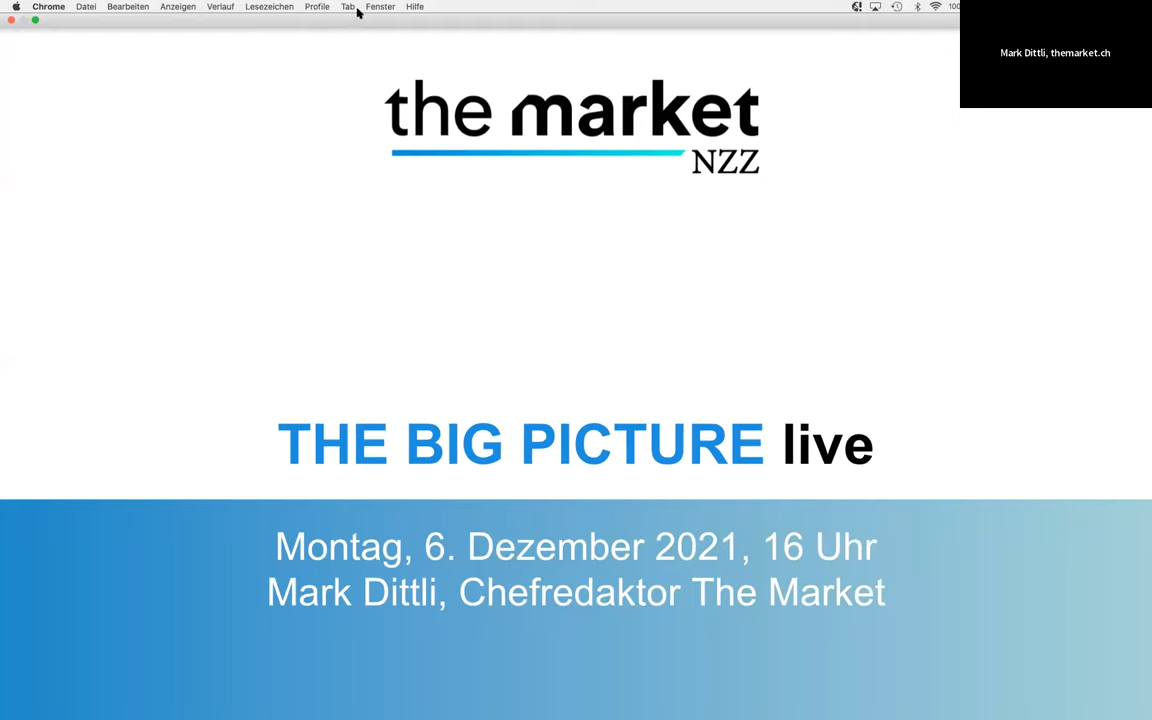 Chrome Datei Bearbeiten Anzeigen Verlauf Lesezeichen Profile Tab Fenster Hilfe 100
Mark Dittli, themarket.ch
the market
NZZ
THE BIG PICTURE live
Montag, 6. Dezember 2021, 16 Uhr
Mark Dittli, Chefredaktor The Market